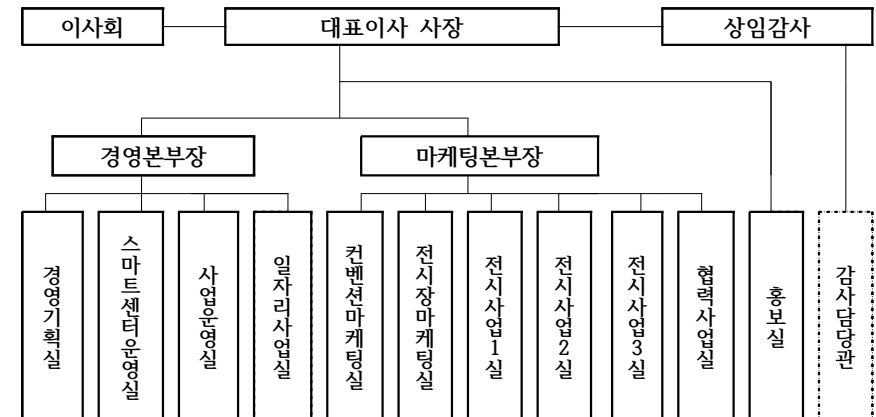 이사회
대표이사 사장
상임감사
경영본부장
마케팅본부장
경영기획실
스마트센터운영실
사업운영실
일자리사업실
컨벤션마케팅실
전시장마케팅실
전시사업1실
전시사업2실
전시사업3실
협력사업실
홍보실
감사담당관